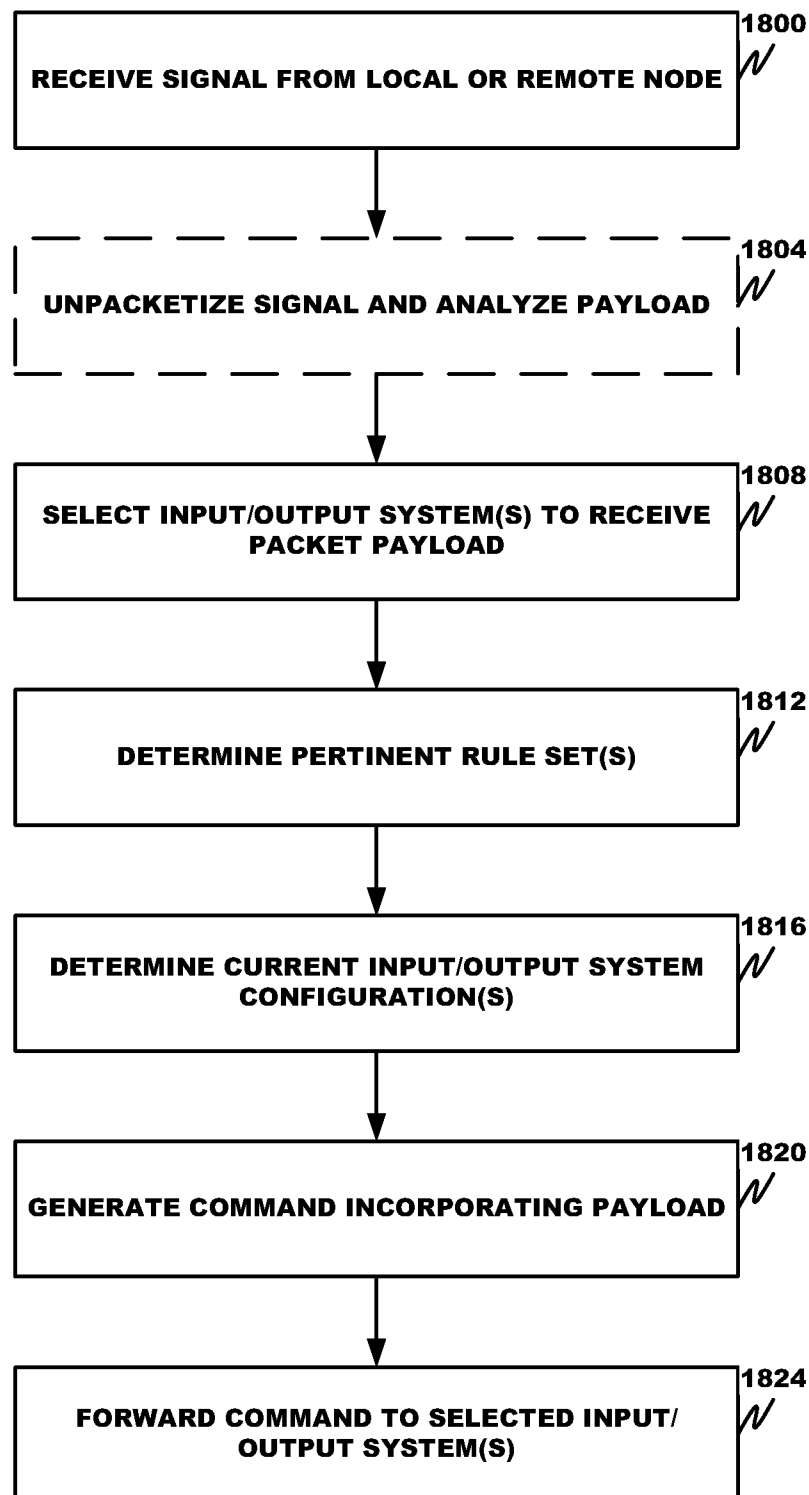 1800
RECEIVE SIGNAL FROM LOCAL OR REMOTE NODE
1804
UNPACKETIZE SIGNAL AND ANALYZE PAYLOAD
1808
SELECT INPUT/OUTPUT SYSTEM(S) TO RECEIVE
PACKET PAYLOAD
1812
DETERMINE PERTINENT RULE SET(S)
1816
DETERMINE CURRENT INPUT/OUTPUT SYSTEM
CONFIGURATION(S)
1820
GENERATE COMMAND INCORPORATING PAYLOAD
1824
FORWARD COMMAND TO SELECTED INPUT/
OUTPUT SYSTEM(S)